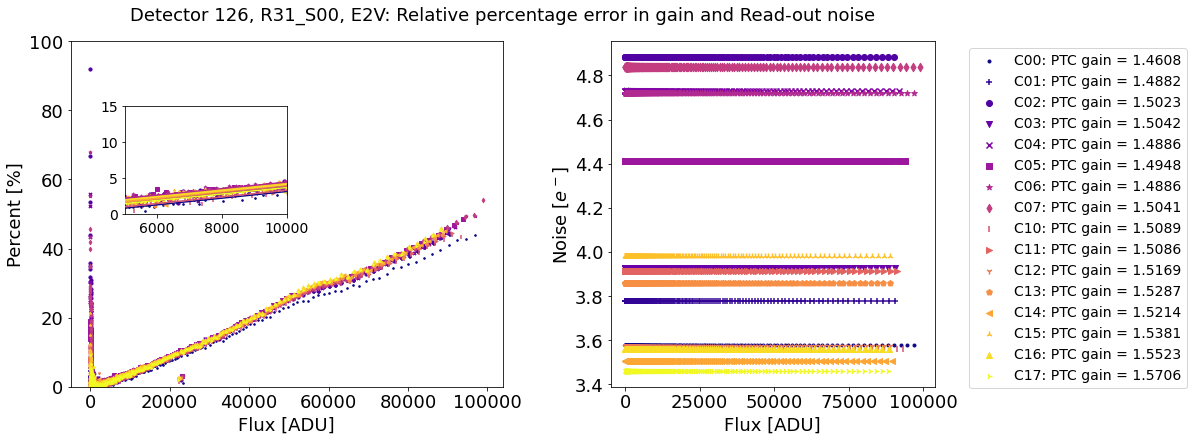 Detector 126, R31_S00, E2V: Relative percentage error in gain and Read-out noise
100
80
60
40
20
0
Percent [%]
15
10
5
0
6000 8000 10000
0 20000 40000 60000 80000 100000
Flux [ADU]
4.8
4.6
4.4
4.2
4.0
3.8
3.6
3.4
Noise [e⁻]
0 25000 50000 75000 100000
Flux [ADU]
C00: PTC gain = 1.4608
C01: PTC gain = 1.4882
C02: PTC gain = 1.5023
C03: PTC gain = 1.5042
C04: PTC gain = 1.4886
C05: PTC gain = 1.4948
C06: PTC gain = 1.4886
C07: PTC gain = 1.5041
C10: PTC gain = 1.5089
C11: PTC gain = 1.5086
C12: PTC gain = 1.5169
C13: PTC gain = 1.5287
C14: PTC gain = 1.5214
C15: PTC gain = 1.5381
C16: PTC gain = 1.5523
C17: PTC gain = 1.5706